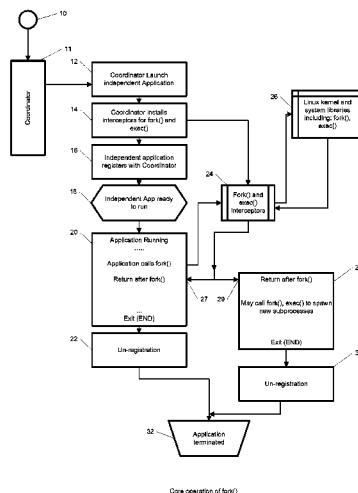 10
11
Coordinator
12
Coordinator Launch
independent Application
14
Coordinator installs
interceptors for fork() and
exec()
16
Independent application
registers with Coordinator
18
Independent App ready
to run
20
Application Running
.....
Application calls fork()
Return after fork()
...
Exit (END)
22
Un-registration
24
Fork() and
exec()
Interceptors
26
Linux kernel and
system libraries
including: fork(),
exec()
27
29
Return after fork()
May call fork(), exec() to spawn
new subprocesses
Exit (END)
Un-registration
32
Application
terminated
Core operation of fork()